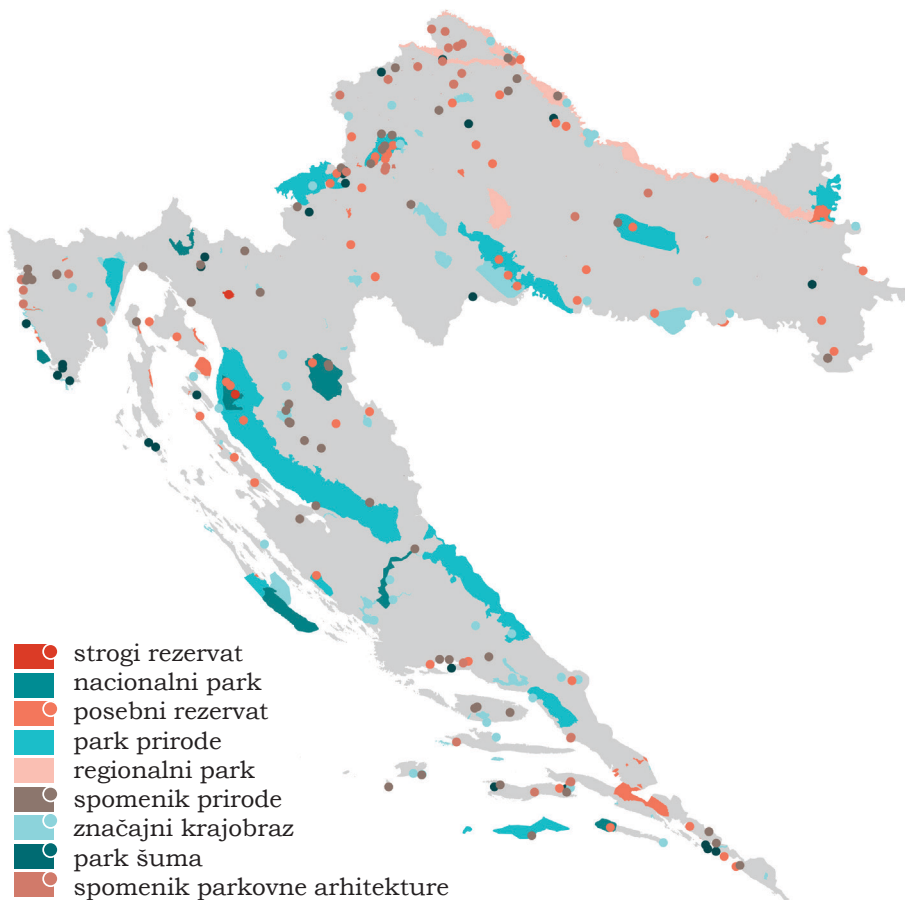 strogi rezervat
nacionalni park
posebni rezervat
park prirode
regionalni park
spomenik prirode
značajni krajobraz
park šuma
spomenik parkovne arhitekture